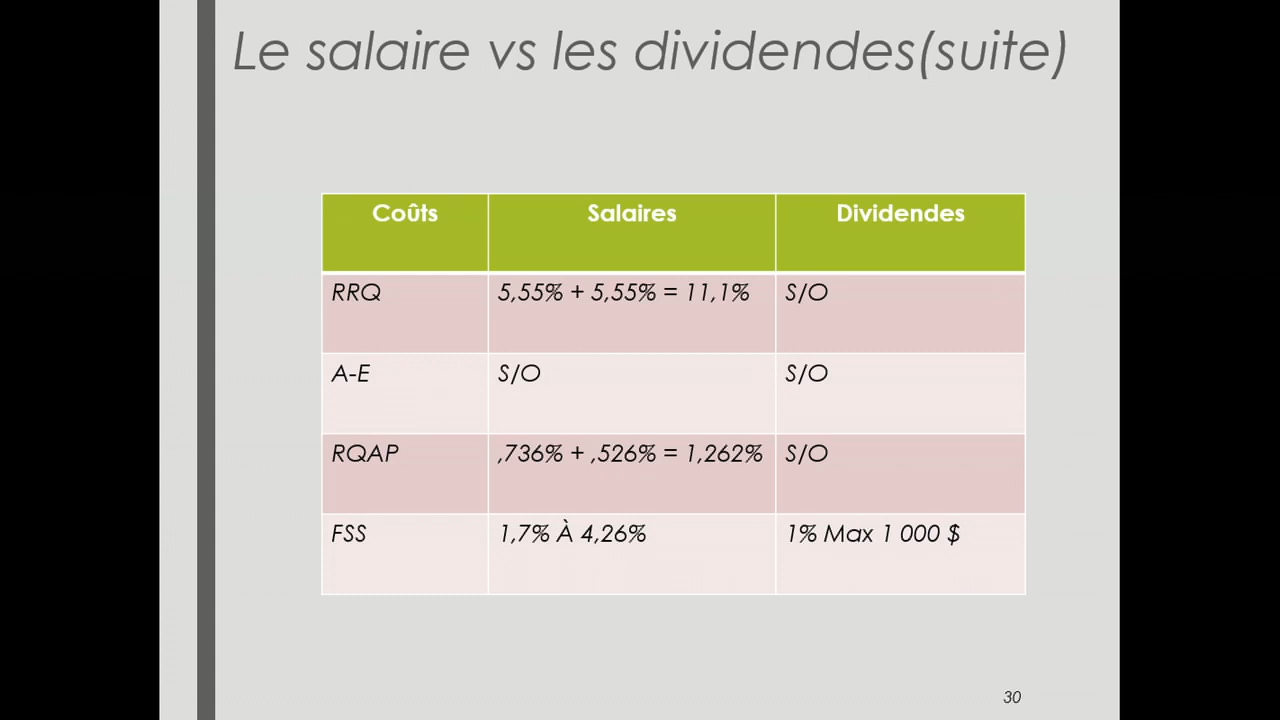 Le salaire vs les dividendes(suite)
Coûts Salaires Dividendes
RRQ 5,55% + 5,55% = 11,1% S/O
A-E S/O S/O
RQAP ,736% + ,526% = 1,262% S/O
FSS 1,7% À 4,26% 1% Max 1 000 $
30